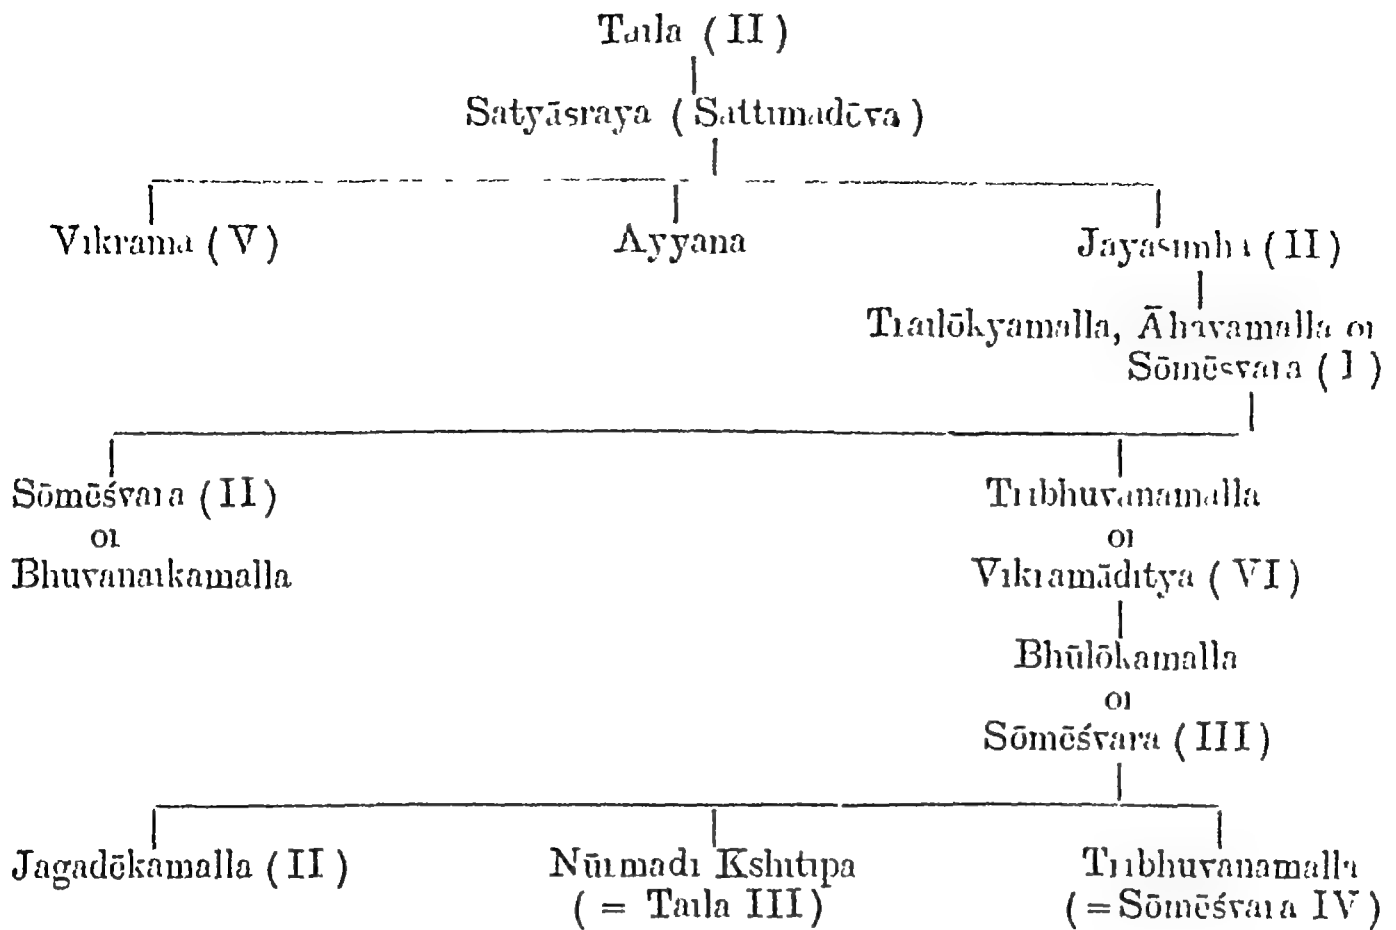 Taila (II)
Satyāsraya (Sattimadēva)
Vikrama (V) Ayyana Jayasimha (II)
Trailōkyamalla, Āhavamalla or
Sōmēsvara (I)
Sōmēśvara (II) Tribhuvanamalla
or or
Bhuvanaikamalla Vikramāditya (VI)
Bhūlōkamalla
or
Sōmēśvara (III)
Jagadēkamalla (II) Nūrmadi Kshitipa Tribhuvanamalla
( = Taila III) (=Sōmēśvara IV)